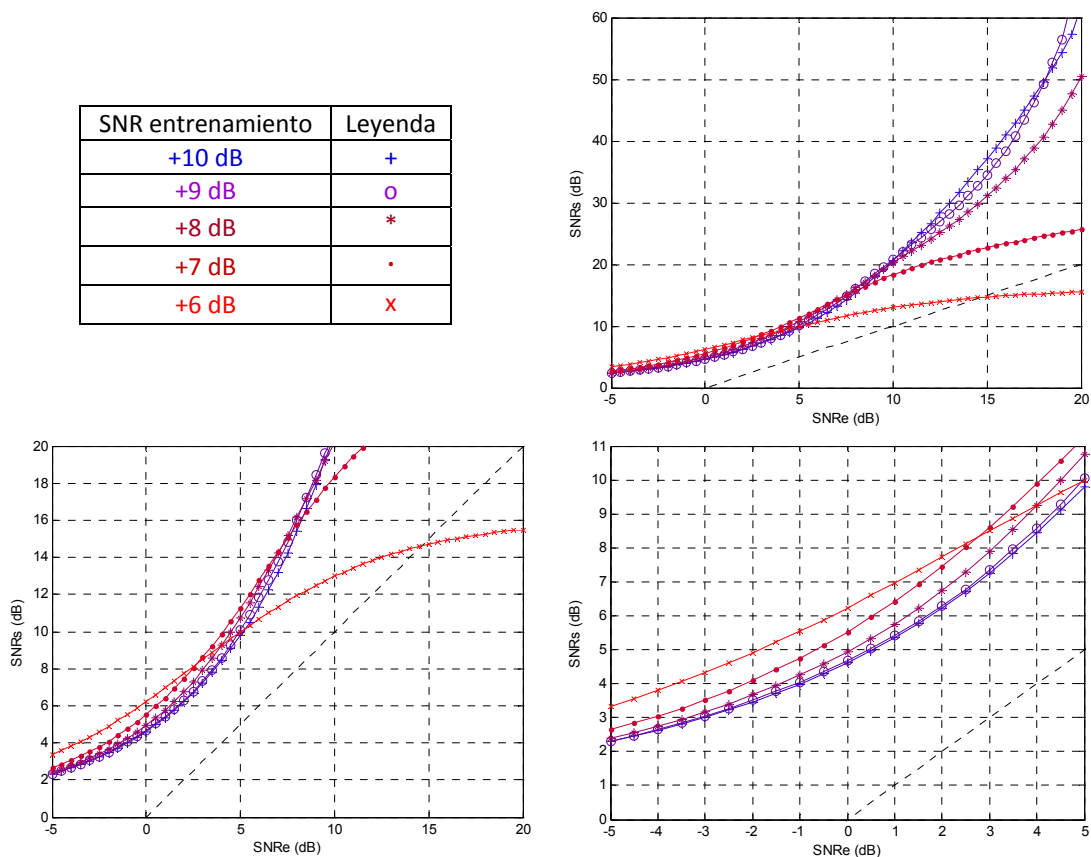 SNR entrenamiento Leyenda
+10 dB +
+9 dB o
+8 dB *
+7 dB ·
+6 dB x
60
50
40
30
20
10
0
SNRs (dB)
-5 0 5 10 15 20
SNRe (dB)
20
18
16
14
12
10
8
6
4
2
0
SNRs (dB)
-5 0 5 10 15 20
SNRe (dB)
11
10
9
8
7
6
5
4
3
2
1
0
SNRs (dB)
-5 -4 -3 -2 -1 0 1 2 3 4 5
SNRe (dB)